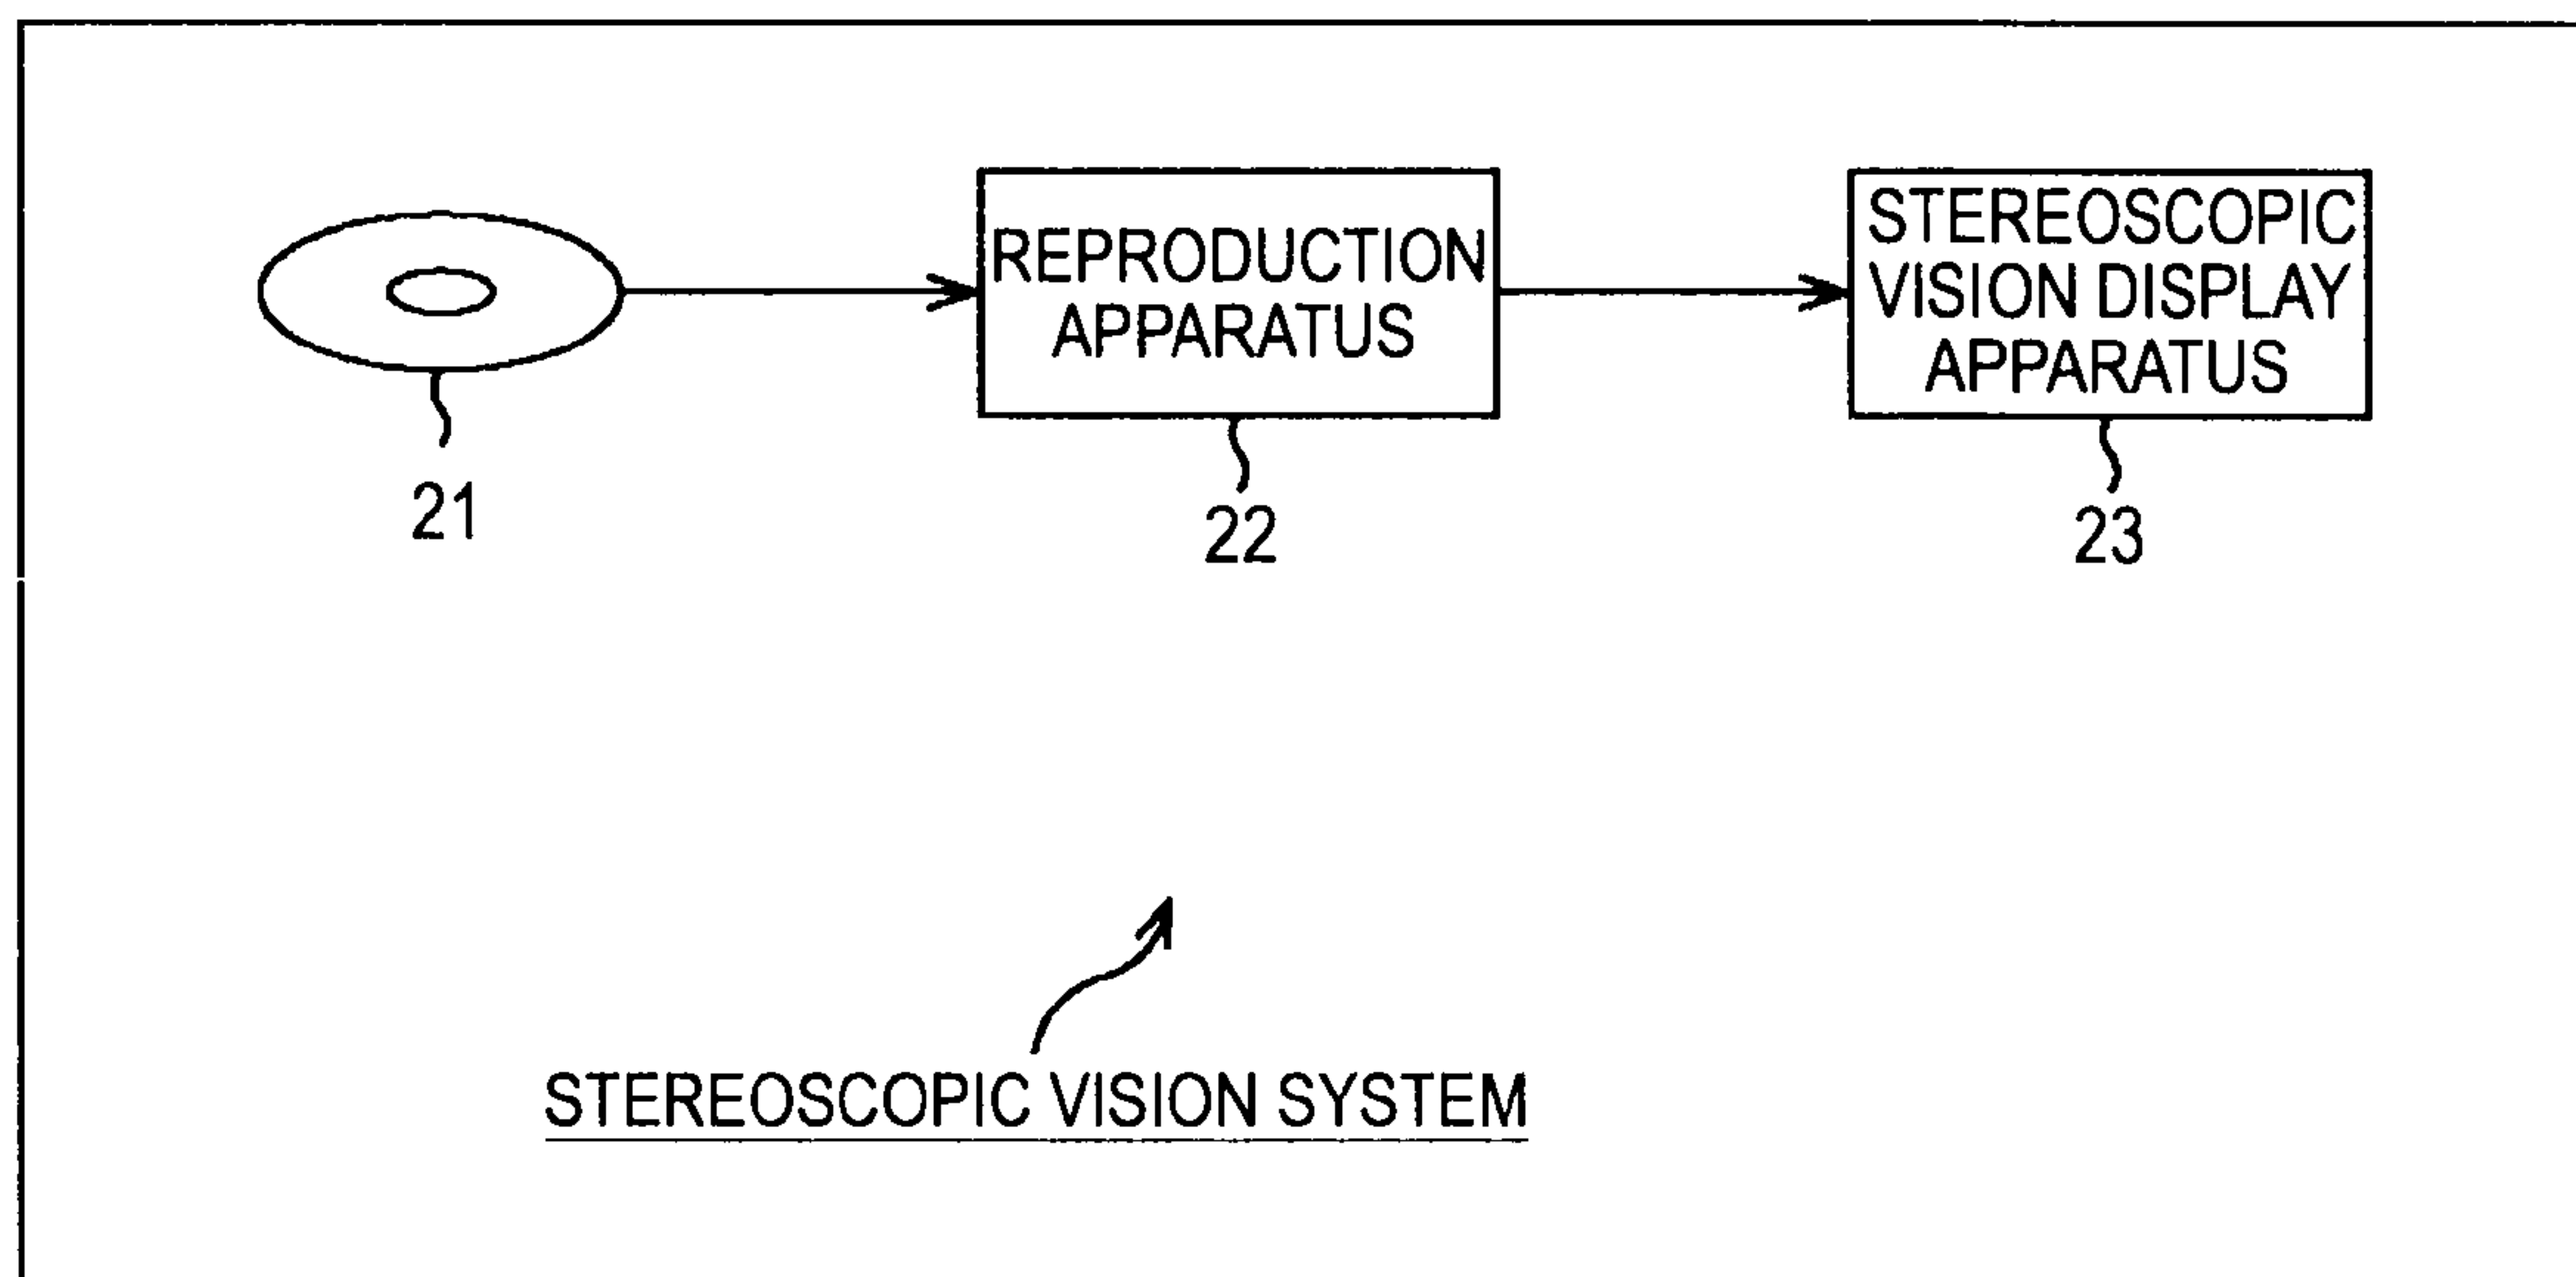 REPRODUCTION
APPARATUS
STEREOSCOPIC
VISION DISPLAY
APPARATUS
21
22
23
STEREOSCOPIC VISION SYSTEM